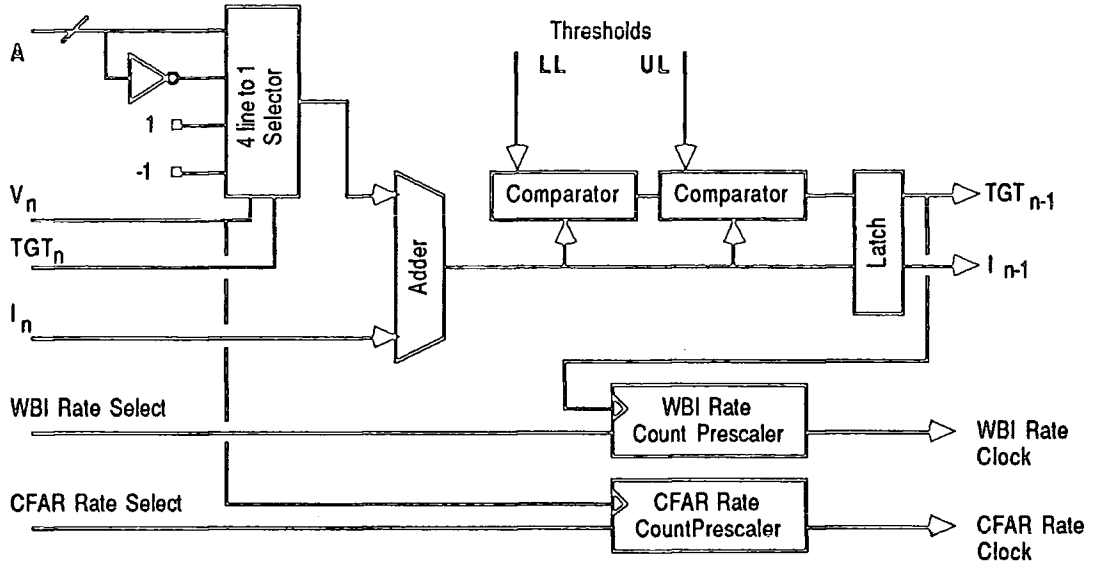 A
1
-1
4 line to 1
Selector
V n
TGT n
I n
Thresholds
LL UL
Comparator
Comparator
Adder
Latch
TGT n-1
I n-1
WBI Rate Select
WBI Rate
Count Prescaler
WBI Rate
Clock
CFAR Rate Select
CFAR Rate
CountPrescaler
CFAR Rate
Clock